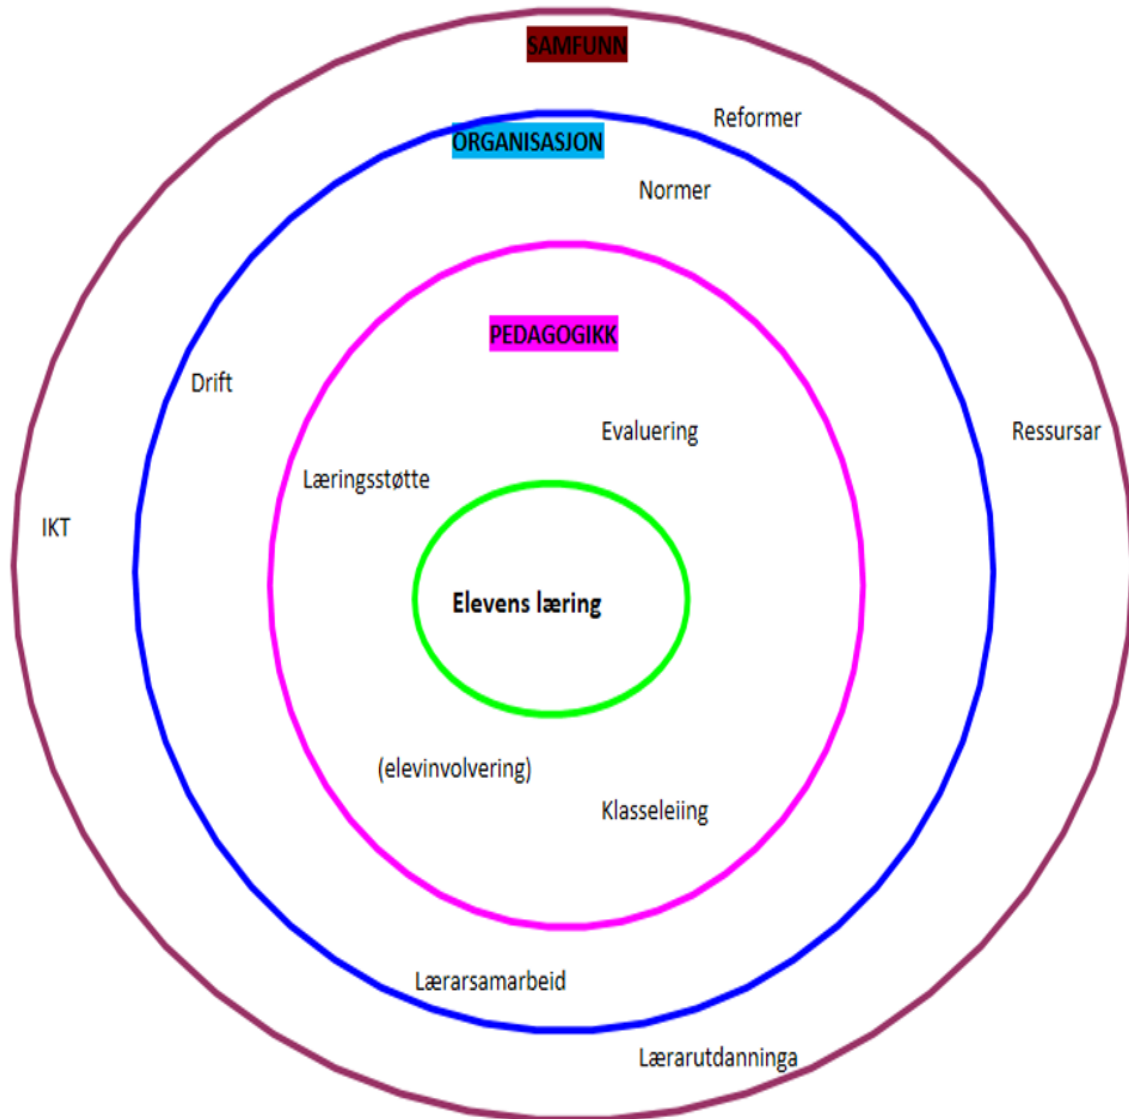 SAMFUNN
Reformer
ORGANISASJON
Normer
PEDAGOGIKK
Drift
Evaluering
Ressursar
Læringsstøtte
IKT
Elevens læring
(elevinvolvering)
Klasseleiing
Lærarsamarbeid
Lærarutdanninga